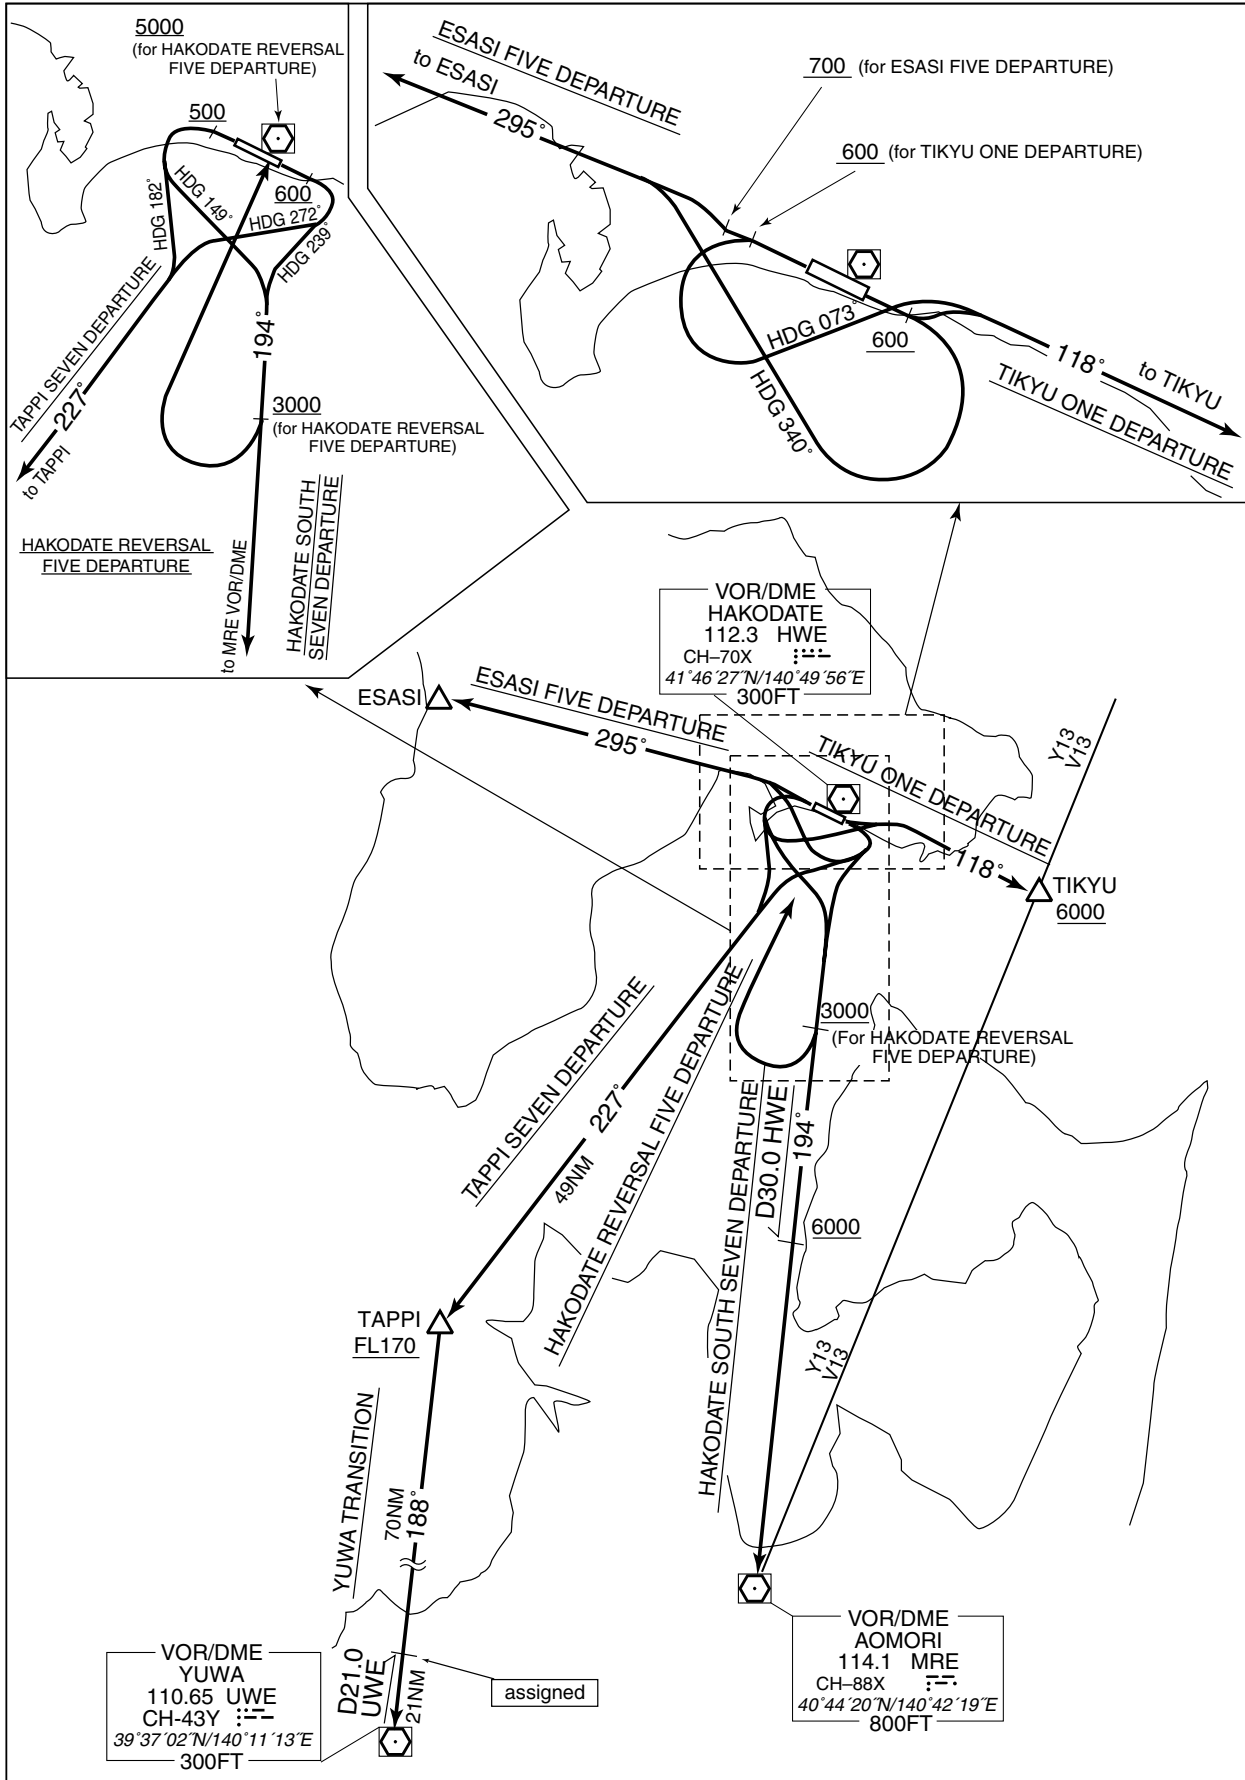 5000
(for HAKODATE REVERSAL
FIVE DEPARTURE)
500
600
HDG 182°
HDG 149°
HDG 272°
HDG 239°
194°
TAPPI SEVEN DEPARTURE
227°
to TAPPI
3000
(for HAKODATE REVERSAL
FIVE DEPARTURE)
HAKODATE REVERSAL
FIVE DEPARTURE
to MRE VOR/DME
HAKODATE SOUTH
SEVEN DEPARTURE
ESASI FIVE DEPARTURE
to ESASI
295°
700 (for ESASI FIVE DEPARTURE)
600 (for TIKYU ONE DEPARTURE)
HDG 073°
600
HDG 340°
118°
to TIKYU
TIKYU ONE DEPARTURE
VOR/DME
HAKODATE
112.3 HWE
CH–70X
41°46´27˝N/140°49´56˝E
300FT
ESASI
ESASI FIVE DEPARTURE
295°
TIKYU ONE DEPARTURE
118°
Y13
V13
TIKYU
6000
3000
(For HAKODATE REVERSAL
FIVE DEPARTURE)
TAPPI SEVEN DEPARTURE
227°
49NM
HAKODATE REVERSAL FIVE DEPARTURE
HAKODATE SOUTH SEVEN DEPARTURE
D30.0 HWE
194°
6000
TAPPI
FL170
Y13
V13
YUWA TRANSITION
70NM
188°
D21.0
UWE
21NM
assigned
VOR/DME
YUWA
110.65 UWE
CH-43Y
39°37´02˝N/140°11´13˝E
300FT
VOR/DME
AOMORI
114.1 MRE
CH–88X
40°44´20˝N/140°42´19˝E
800FT